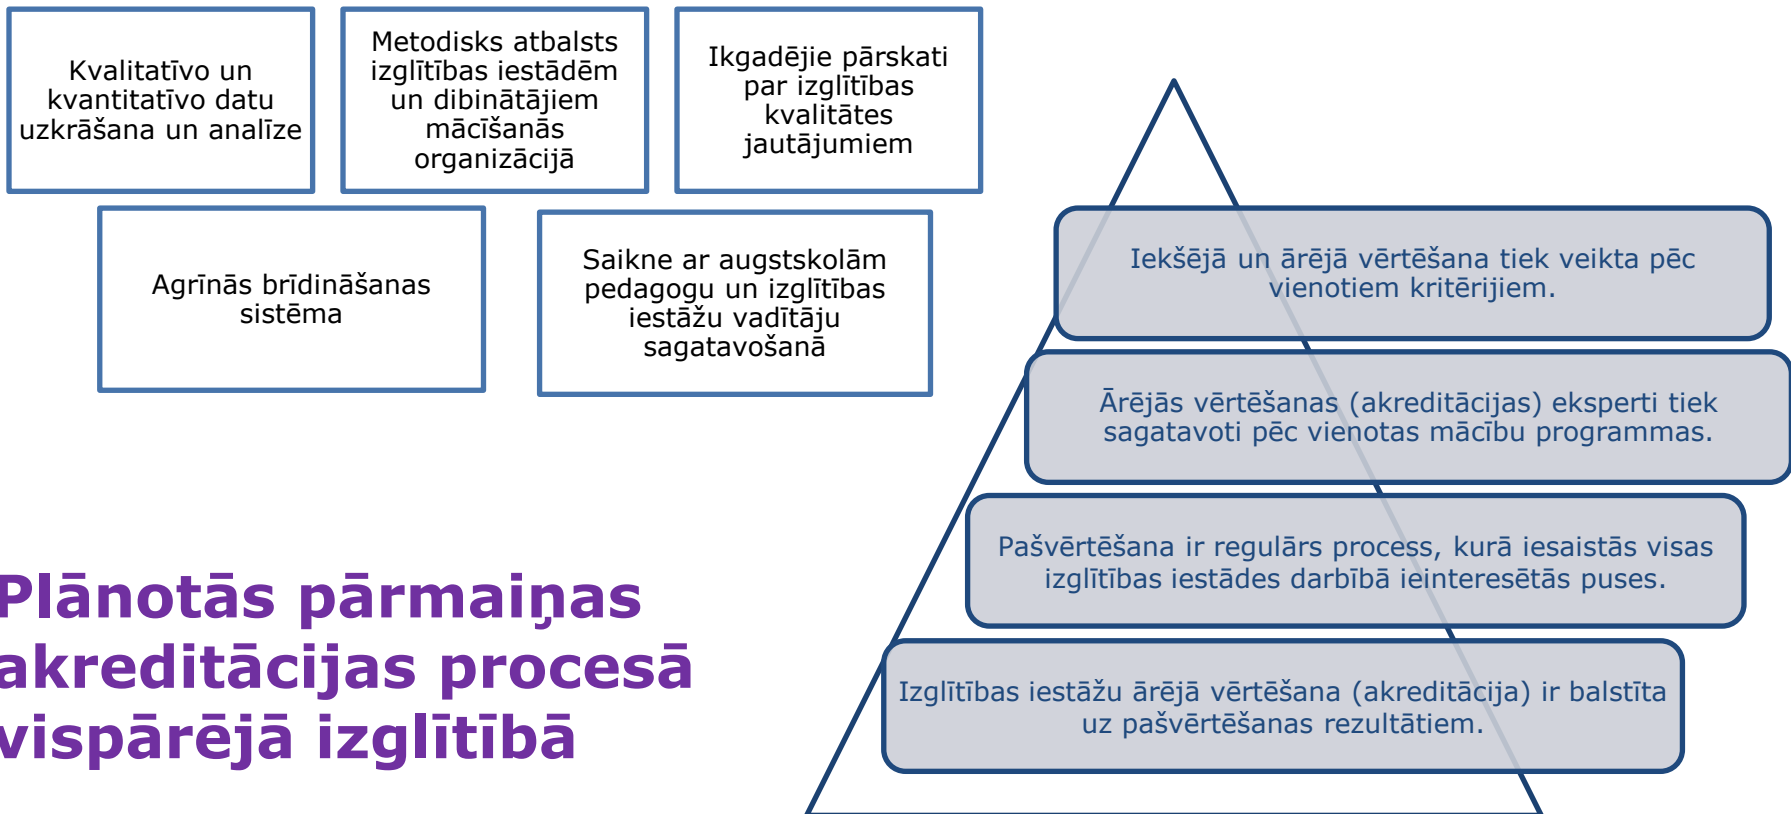 Kvalitatīvo un
kvantitatīvo datu
uzkrāšana un analīze
Metodisks atbalsts
izglītības iestādēm
un dibinātājiem
mācīšanās
organizācijā
Ikgadējie pārskati
par izglītības
kvalitātes
jautājumiem
Agrīnās brīdināšanas
sistēma
Saikne ar augstskolām
pedagogu un izglītības
iestāžu vadītāju
sagatavošanā
Iekšējā un ārējā vērtēšana tiek veikta pēc
vienotiem kritērijiem.
Ārējās vērtēšanas (akreditācijas) eksperti tiek
sagatavoti pēc vienotas mācību programmas.
Pašvērtēšana ir regulārs process, kurā iesaistās visas
izglītības iestādes darbībā ieinteresētās puses.
Izglītības iestāžu ārējā vērtēšana (akreditācija) ir balstīta
uz pašvērtēšanas rezultātiem.
Plānotās pārmaiņas
akreditācijas procesā
vispārējā izglītībā